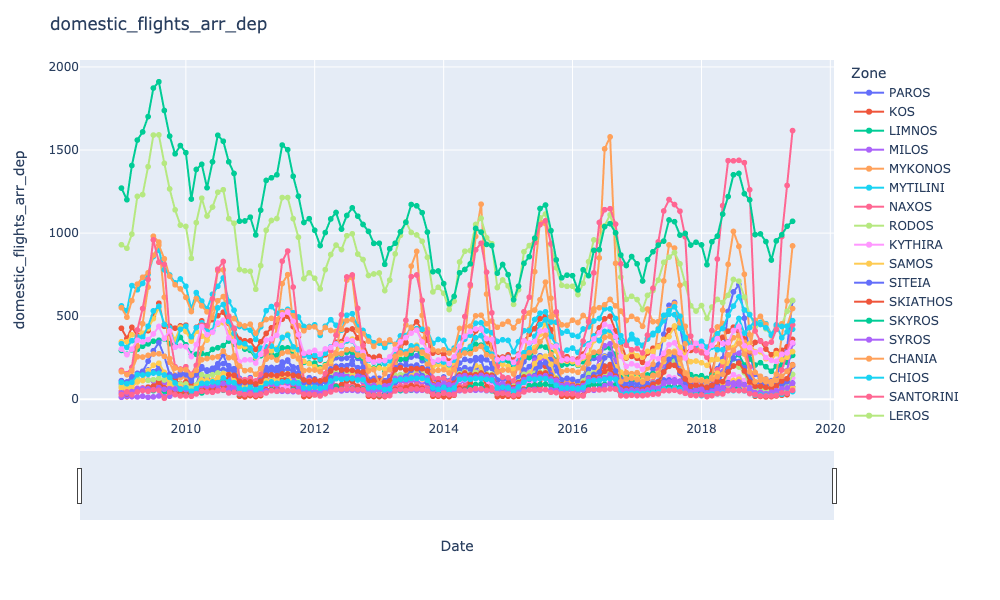 domestic_flights_arr_dep
domestic_flights_arr_dep
2000
1500
1000
500
0
2010
2012
2014
2016
2018
2020
Date
Zone
PAROS
KOS
LIMNOS
MILOS
MYKONOS
MYTILINI
NAXOS
RODOS
KYTHIRA
SAMOS
SITEIA
SKIATHOS
SKYROS
SYROS
CHANIA
CHIOS
SANTORINI
LEROS